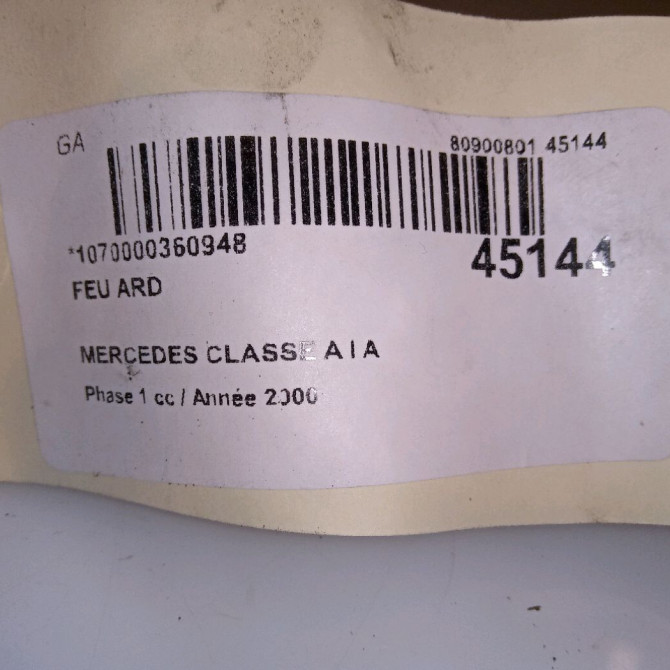 GA
80900801 45144
*1070000360948
45144
FEU ARD
MERCEDES CLASSE A I A
Phase 1 cc / Année 2000